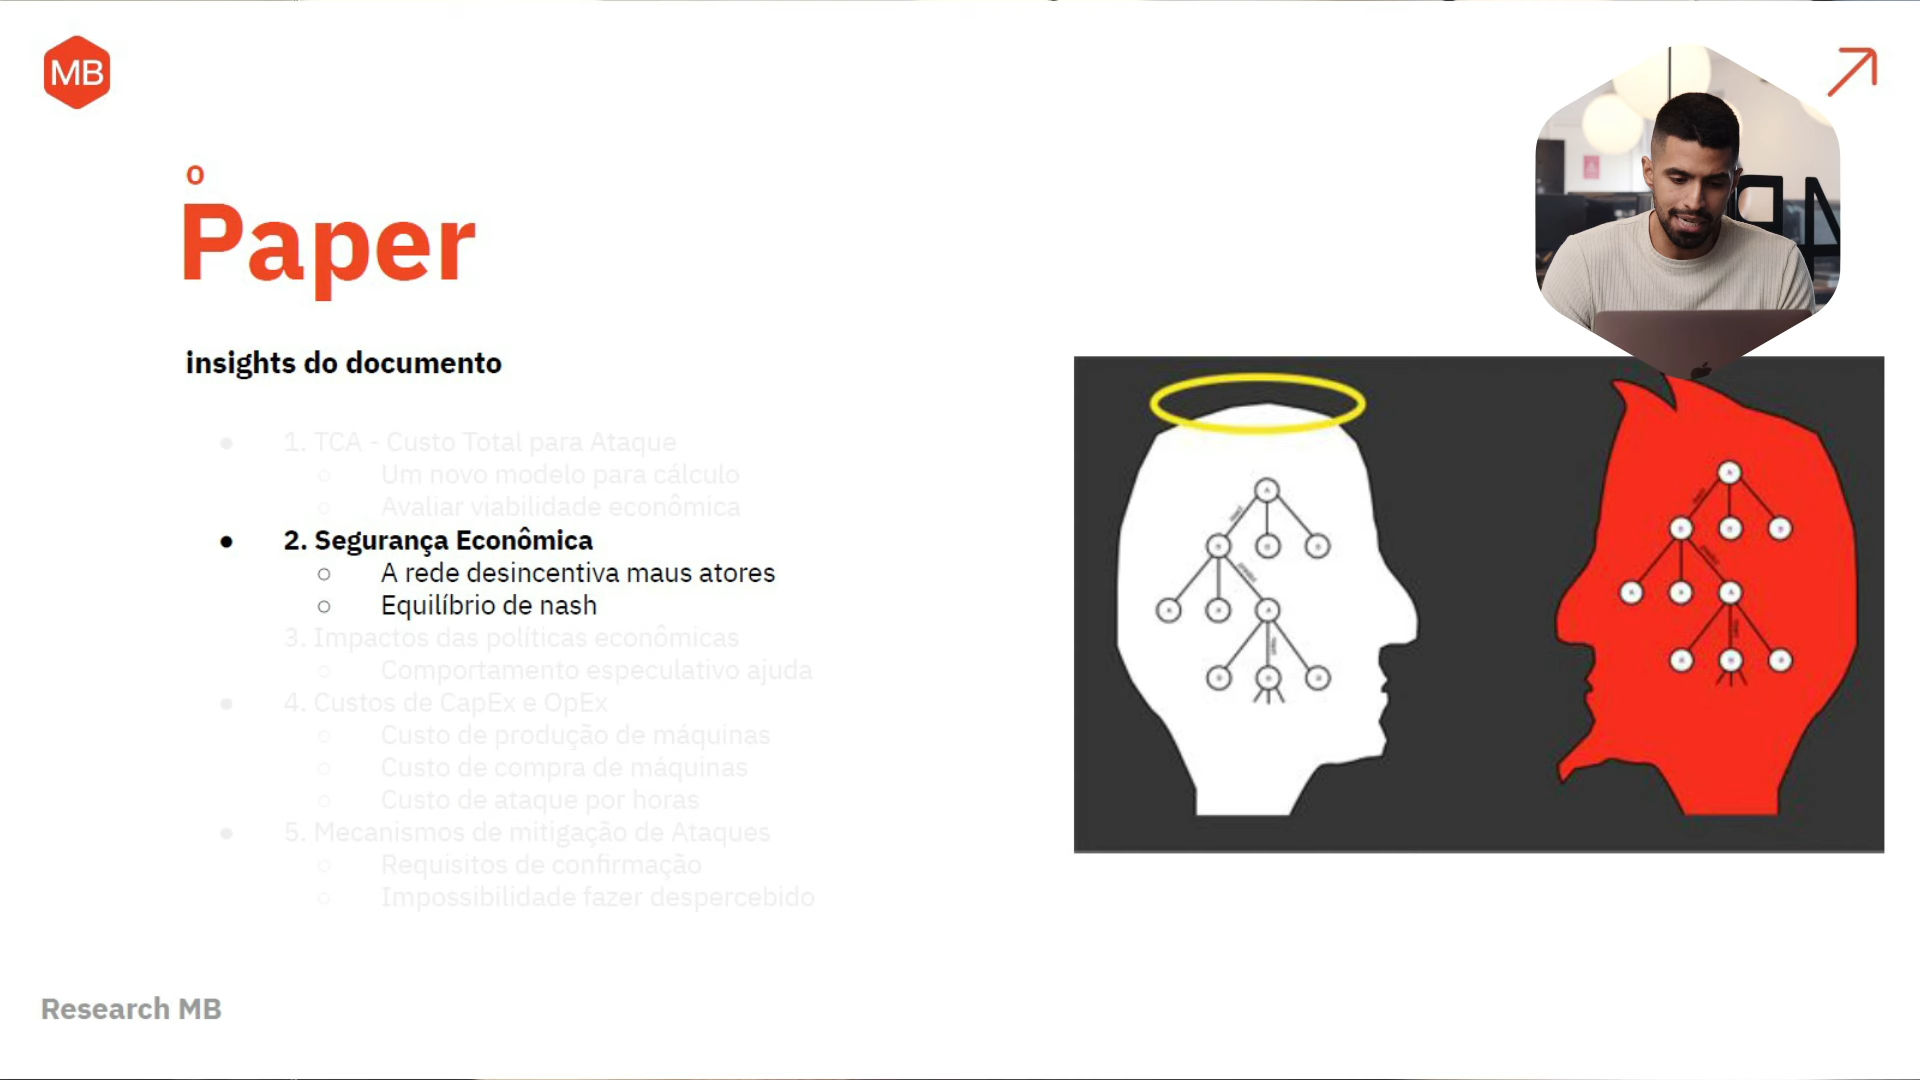 MB
o
Paper
insights do documento
1. TCA - Custo Total para Ataque
Um novo modelo para cálculo
Avaliar viabilidade econômica
2. Segurança Econômica
A rede desincentiva maus atores
Equilíbrio de nash
3. Impactos das políticas econômicas
Comportamento especulativo ajuda
4. Custos de CapEx e OpEx
Custo de produção de máquinas
Custo de compra de máquinas
Custo de ataque por horas
5. Mecanismos de mitigação de Ataques
Requisitos de confirmação
Impossibilidade fazer despercebido
Research MB